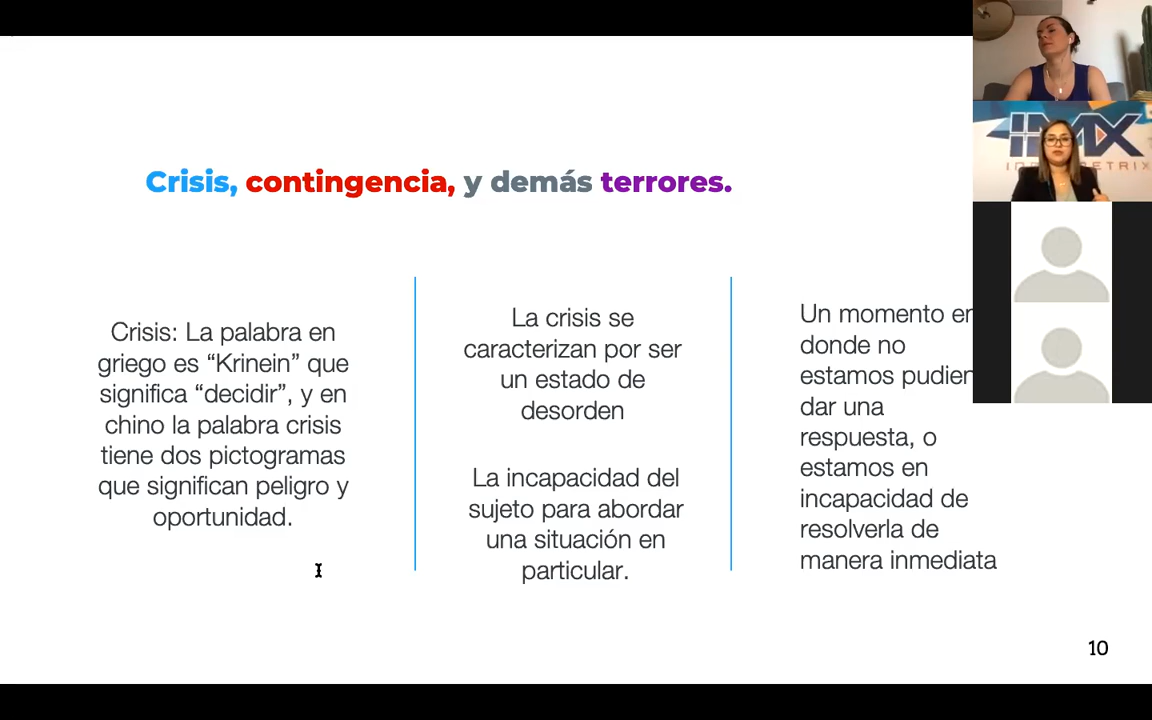 IMX
Crisis, contingencia, y demás terrores.
Crisis: La palabra en
griego es “Krinein” que
significa “decidir”, y en
chino la palabra crisis
tiene dos pictogramas
que significan peligro y
oportunidad.
La crisis se
caracterizan por ser
un estado de
desorden
La incapacidad del
sujeto para abordar
una situación en
particular.
Un momento
donde no
estamos
dar una
respuesta, o
estamos en
incapacidad de
resolverla de
manera inmediata
10